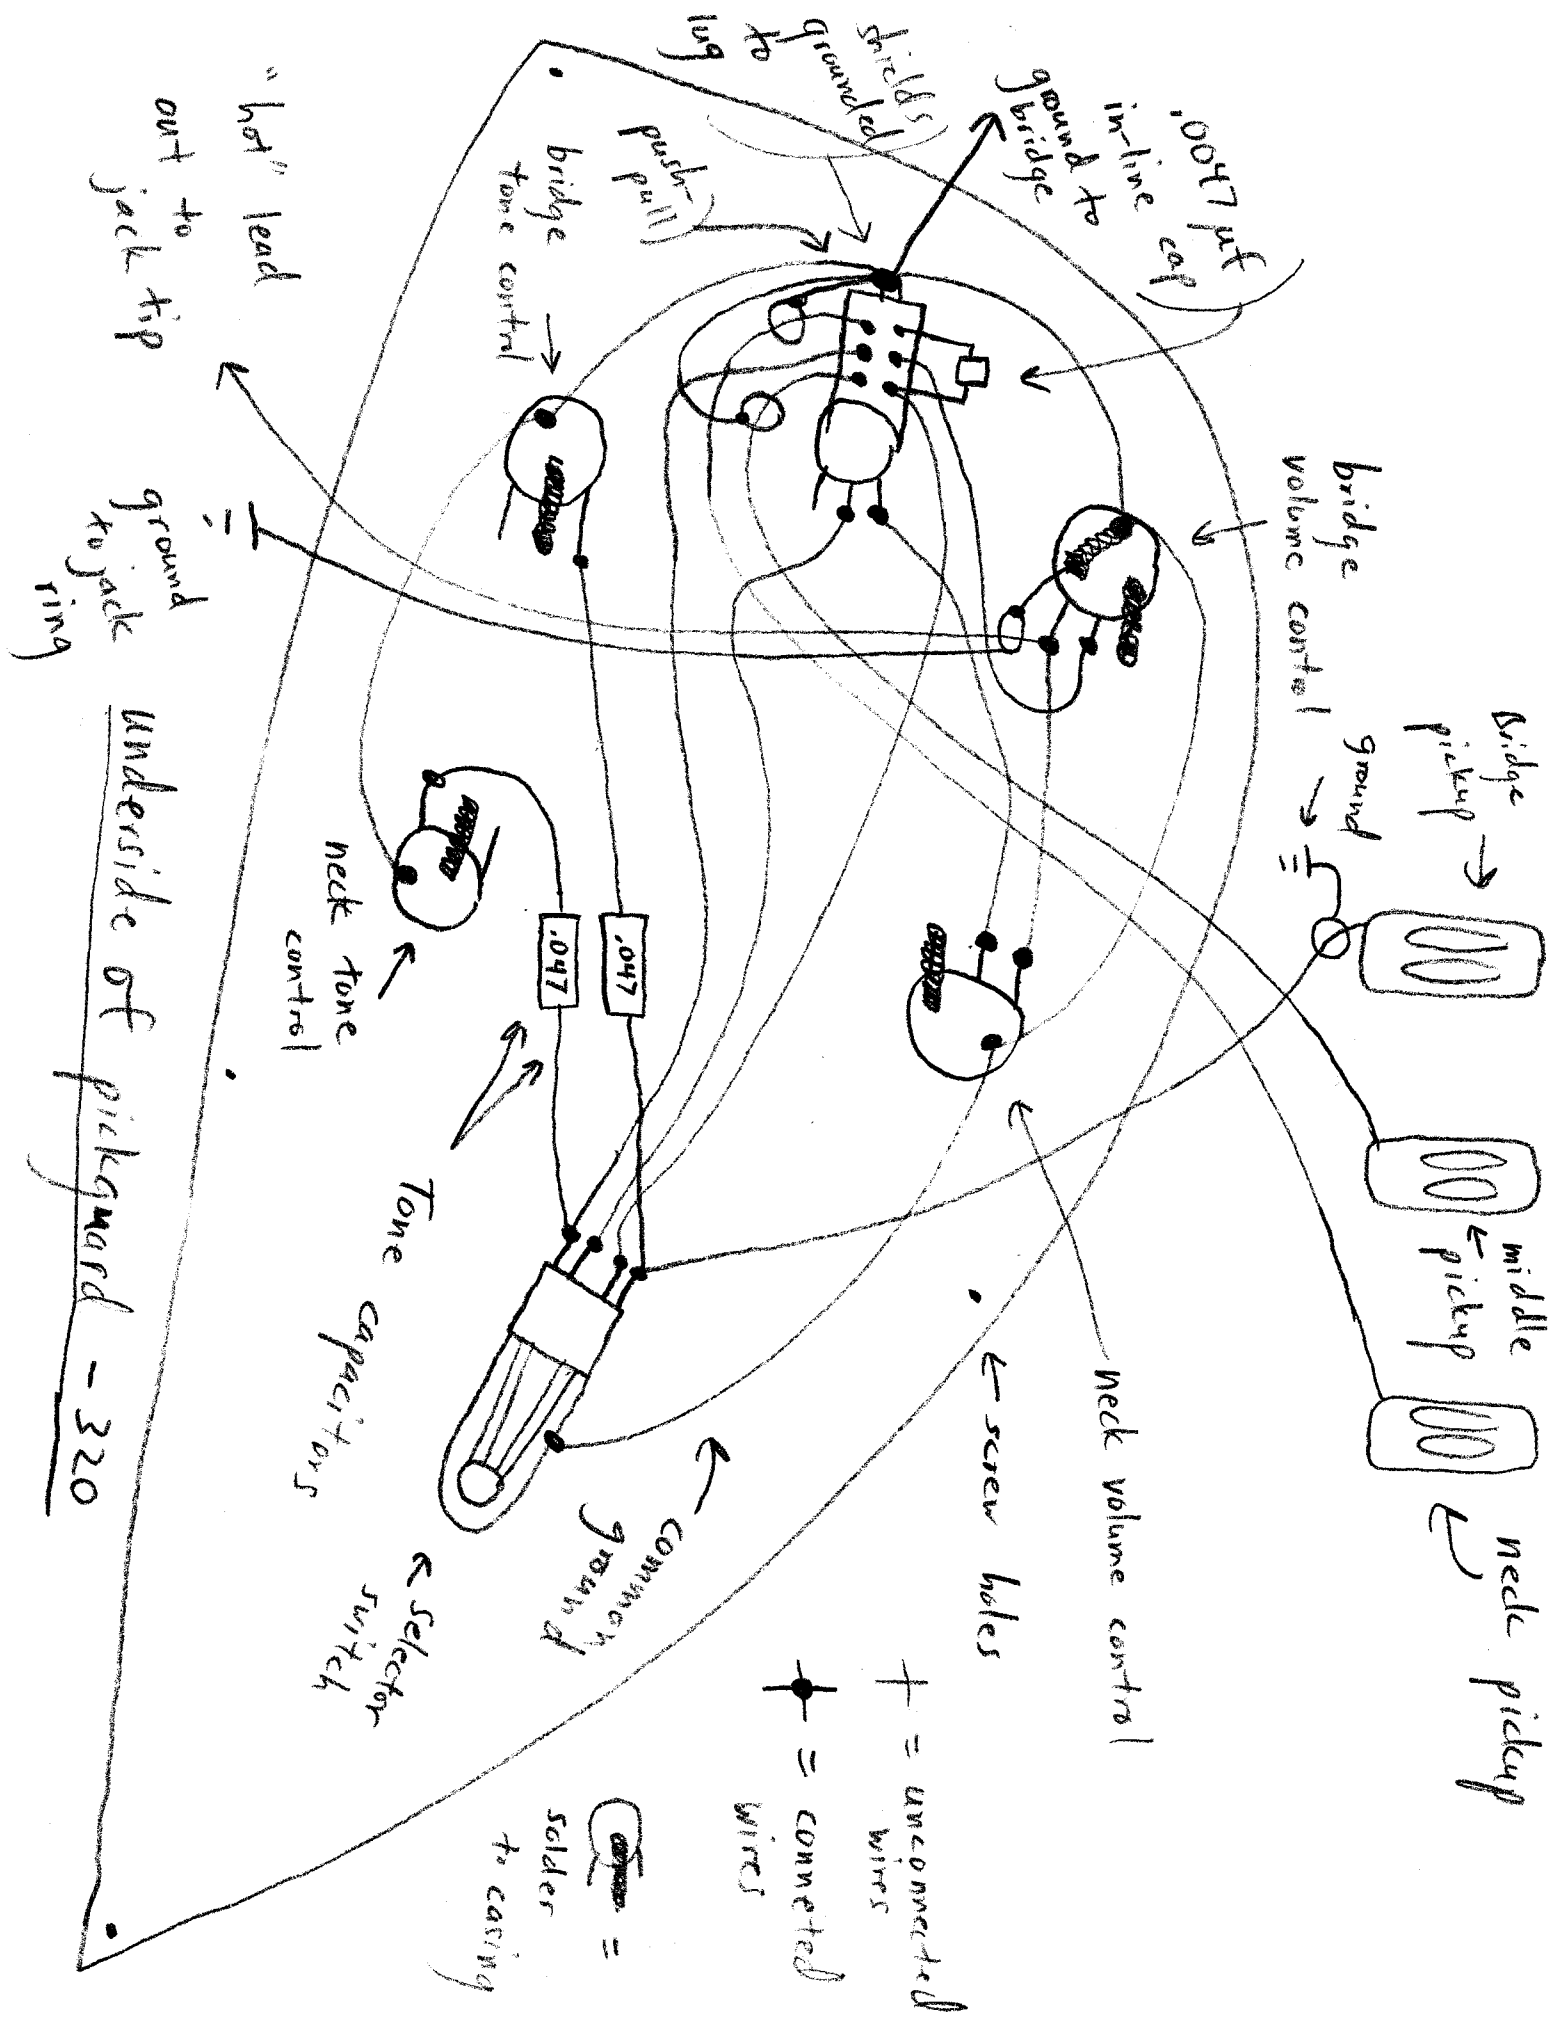 Bridge
pickup →
middle
← pickup
neck pickup
ground
bridge
volume control
.0047 µf
in-line cap
ground to
bridge
shields
grounded
to
lug
push-
pull
bridge
tone control
"hot" lead
out to
jack tip
ground
to jack
ring
neck tone
control
.047
.047
Tone capacitors
neck volume control
← screw holes
common
ground
← selector
switch
+ = unconnected
wires
= connected
wires
=
solder
to casing
underside of pickguard - 320